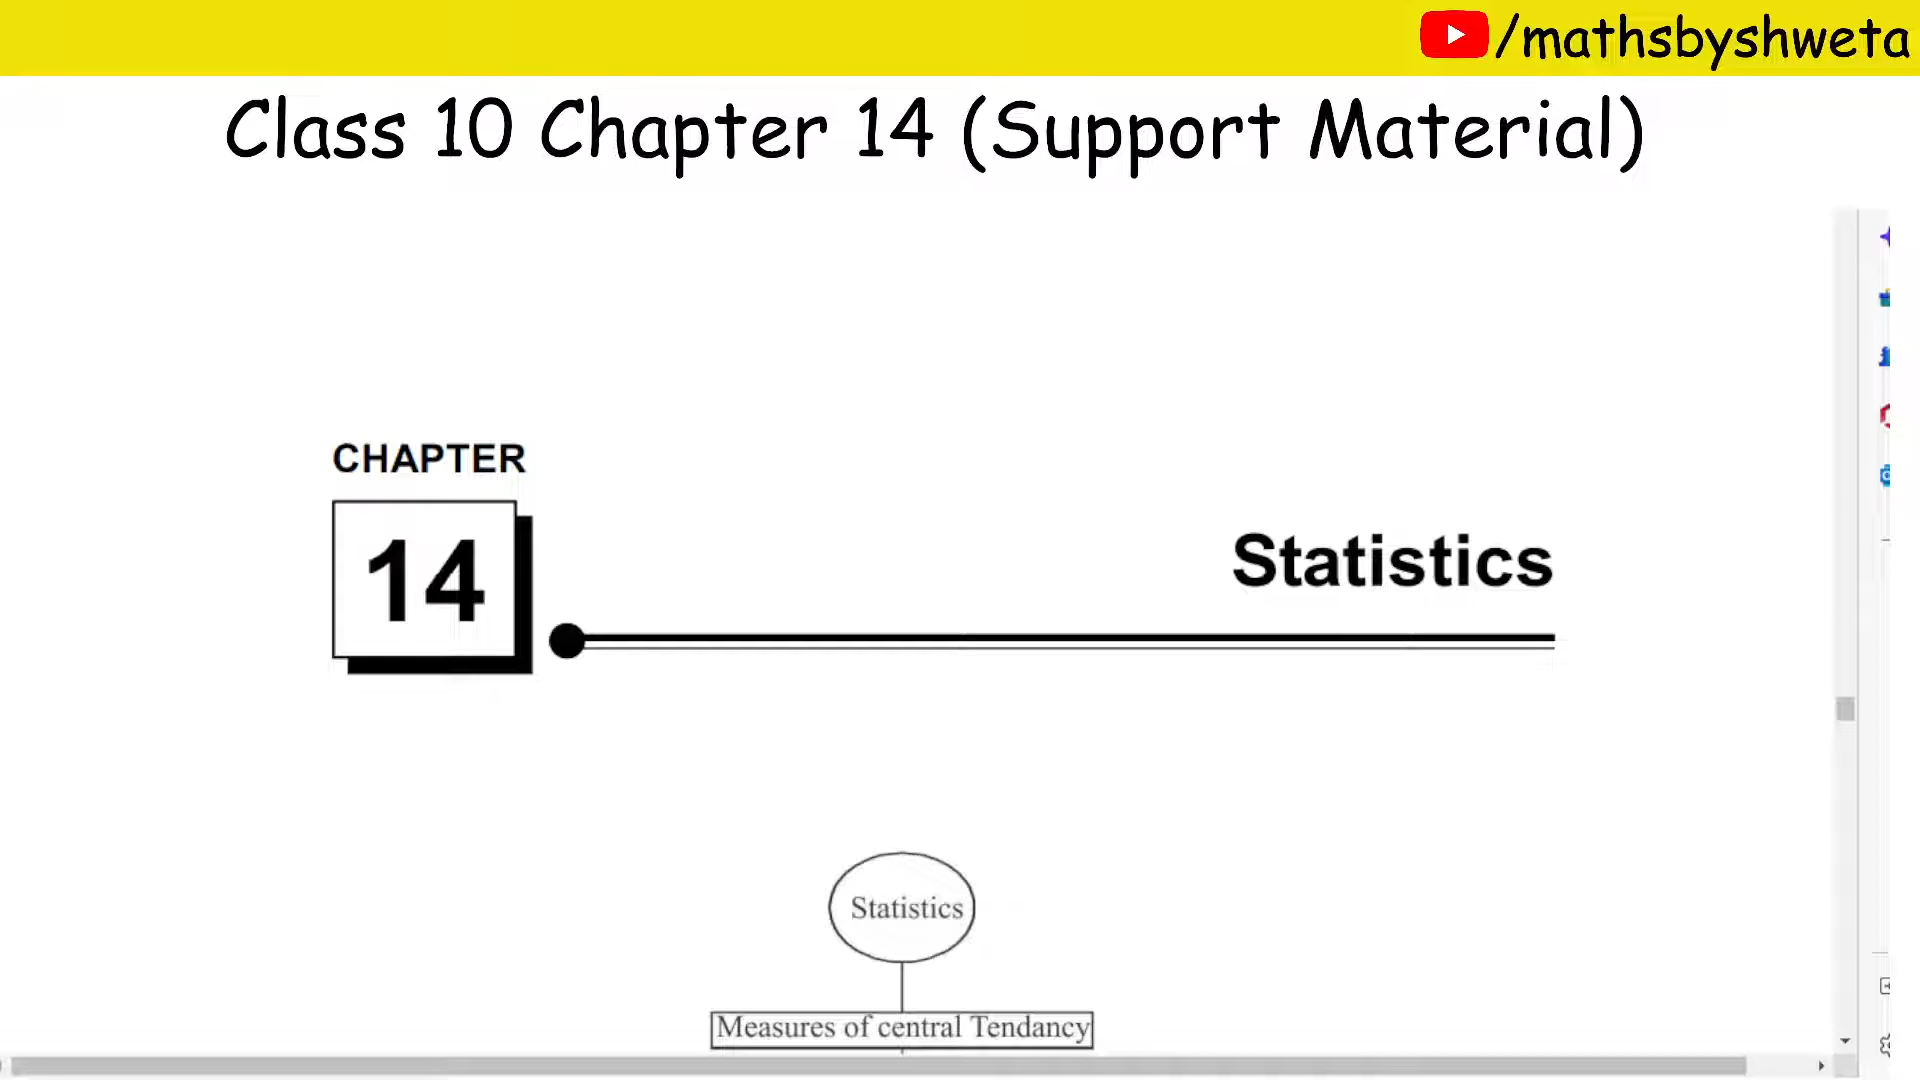 /mathsbyshweta
Class 10 Chapter 14 (Support Material)
CHAPTER
14
Statistics
Statistics
Measures of central Tendancy